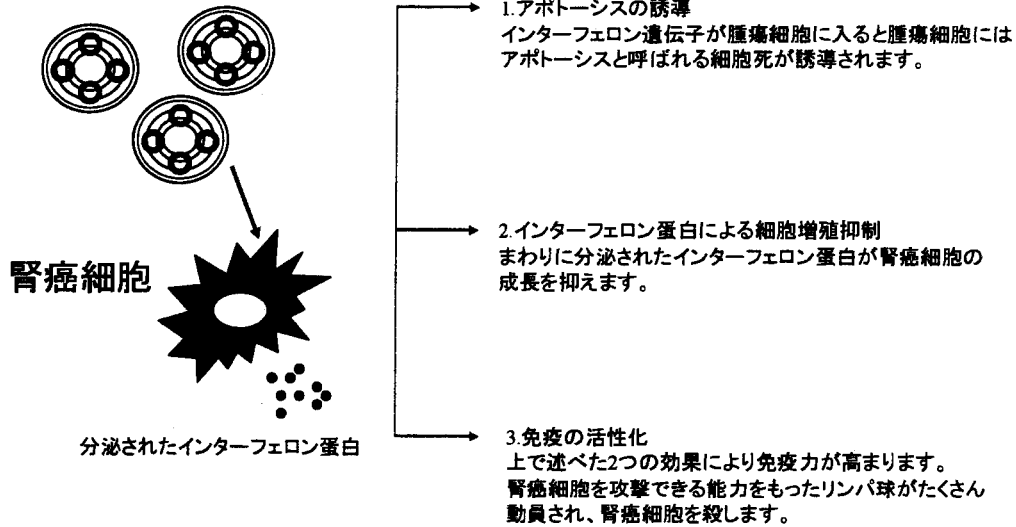 1.アポトーシスの誘導
インターフェロン遺伝子が腫瘍細胞に入ると腫瘍細胞には
アポトーシスと呼ばれる細胞死が誘導されます。
2.インターフェロン蛋白による細胞増殖抑制
まわりに分泌されたインターフェロン蛋白が腎癌細胞の
成長を抑えます。
腎癌細胞
分泌されたインターフェロン蛋白
3.免疫の活性化
上で述べた2つの効果により免疫力が高まります。
腎癌細胞を攻撃できる能力をもったリンパ球がたくさん
動員され、腎癌細胞を殺します。